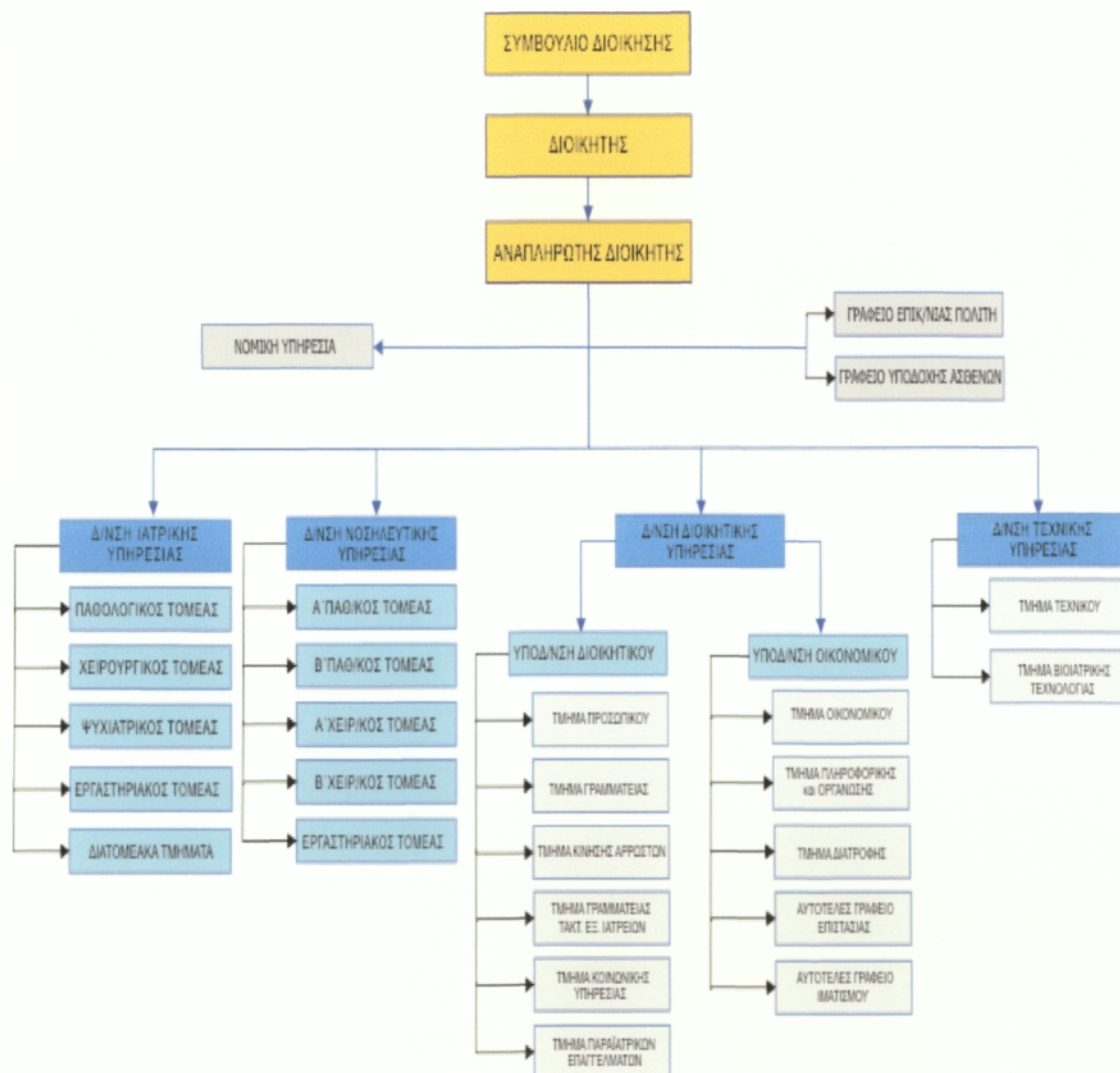 ΣΥΜΒΟΥΛΙΟ ΔΙΟΙΚΗΣΗΣ
ΔΙΟΙΚΗΤΗΣ
ΑΝΑΠΛΗΡΩΤΗΣ ΔΙΟΙΚΗΤΗΣ
ΝΟΜΙΚΗ ΥΠΗΡΕΣΙΑ
ΓΡΑΦΕΙΟ ΕΠΙΚ/ΝΙΑΣ ΠΟΛΙΤΗ
ΓΡΑΦΕΙΟ ΥΠΟΔΟΧΗΣ ΑΣΘΕΝΩΝ
Δ/ΝΣΗ ΙΑΤΡΙΚΗΣ
ΥΠΗΡΕΣΙΑΣ
ΠΑΘΟΛΟΓΙΚΟΣ ΤΟΜΕΑΣ
ΧΕΙΡΟΥΡΓΙΚΟΣ ΤΟΜΕΑΣ
ΨΥΧΙΑΤΡΙΚΟΣ ΤΟΜΕΑΣ
ΕΡΓΑΣΤΗΡΙΑΚΟΣ ΤΟΜΕΑΣ
ΔΙΑΤΟΜΕΑΚΑ ΤΜΗΜΑΤΑ
Δ/ΝΣΗ ΝΟΣΗΛΕΥΤΙΚΗΣ
ΥΠΗΡΕΣΙΑΣ
Α΄ΠΑΘ/ΚΟΣ ΤΟΜΕΑΣ
Β΄ΠΑΘ/ΚΟΣ ΤΟΜΕΑΣ
Α΄ΧΕΙΡ/ΚΟΣ ΤΟΜΕΑΣ
Β΄ΧΕΙΡ/ΚΟΣ ΤΟΜΕΑΣ
ΕΡΓΑΣΤΗΡΙΑΚΟΣ ΤΟΜΕΑΣ
Δ/ΝΣΗ ΔΙΟΙΚΗΤΙΚΗΣ
ΥΠΗΡΕΣΙΑΣ
ΥΠΟΔ/ΝΣΗ ΔΙΟΙΚΗΤΙΚΟΥ
ΤΜΗΜΑ ΠΡΟΣΩΠΙΚΟΥ
ΤΜΗΜΑ ΓΡΑΜΜΑΤΕΙΑΣ
ΤΜΗΜΑ ΚΙΝΗΣΗΣ ΑΡΡΩΣΤΩΝ
ΤΜΗΜΑ ΓΡΑΜΜΑΤΕΙΑΣ
ΤΑΚΤ. ΕΞ. ΙΑΤΡΕΙΩΝ
ΤΜΗΜΑ ΚΟΙΝΩΝΙΚΗΣ
ΥΠΗΡΕΣΙΑΣ
ΤΜΗΜΑ ΠΑΡΑΪΑΤΡΙΚΩΝ
ΕΠΑΓΓΕΛΜΑΤΩΝ
ΥΠΟΔ/ΝΣΗ ΟΙΚΟΝΟΜΙΚΟΥ
ΤΜΗΜΑ ΟΙΚΟΝΟΜΙΚΟΥ
ΤΜΗΜΑ ΠΛΗΡΟΦΟΡΙΚΗΣ
και ΟΡΓΑΝΩΣΗΣ
ΤΜΗΜΑ ΔΙΑΤΡΟΦΗΣ
ΑΥΤΟΤΕΛΕΣ ΓΡΑΦΕΙΟ
ΕΠΙΣΤΑΣΙΑΣ
ΑΥΤΟΤΕΛΕΣ ΓΡΑΦΕΙΟ
ΙΜΑΤΙΣΜΟΥ
Δ/ΝΣΗ ΤΕΧΝΙΚΗΣ
ΥΠΗΡΕΣΙΑΣ
ΤΜΗΜΑ ΤΕΧΝΙΚΟΥ
ΤΜΗΜΑ ΒΙΟΙΑΤΡΙΚΗΣ
ΤΕΧΝΟΛΟΓΙΑΣ